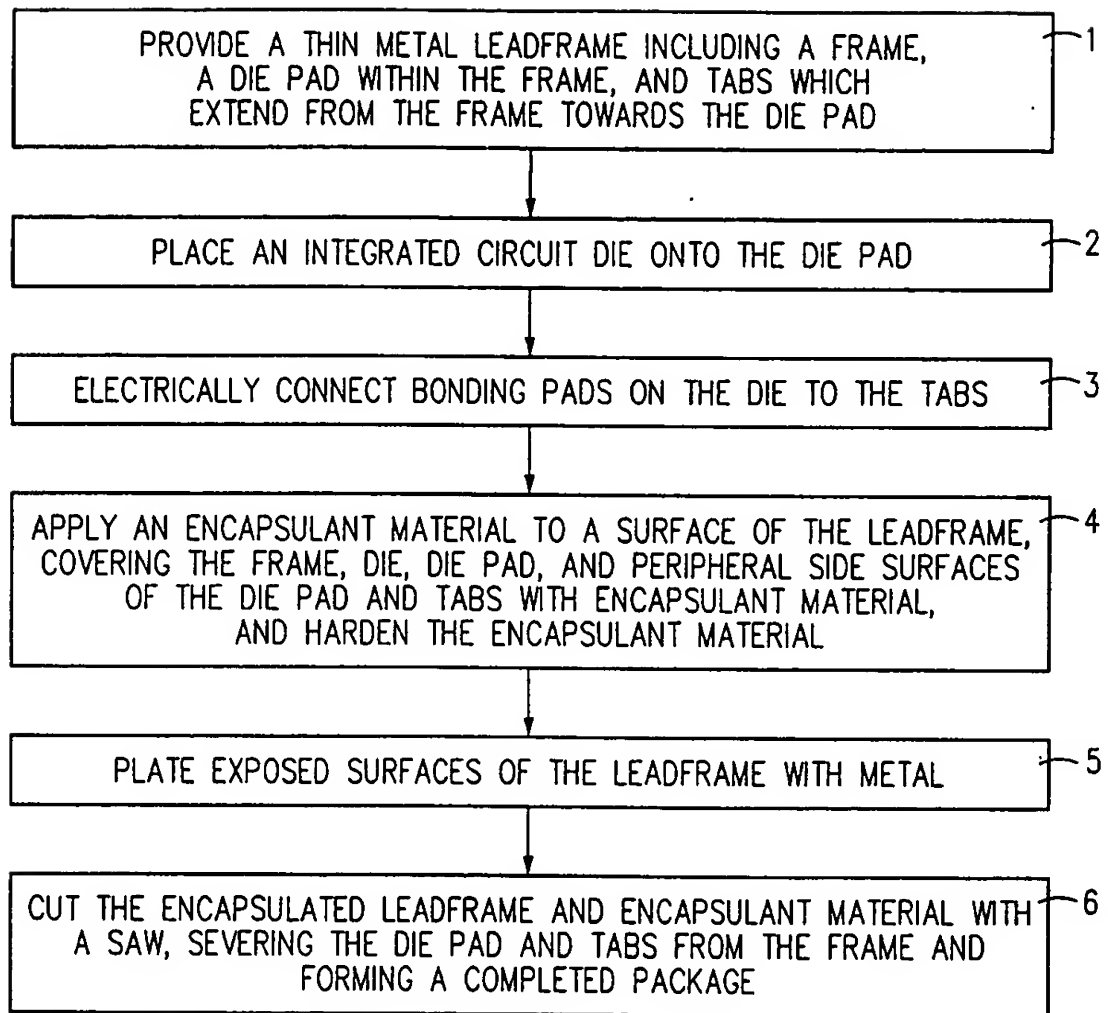 PROVIDE A THIN METAL LEADFRAME INCLUDING A FRAME,
A DIE PAD WITHIN THE FRAME, AND TABS WHICH
EXTEND FROM THE FRAME TOWARDS THE DIE PAD
1
PLACE AN INTEGRATED CIRCUIT DIE ONTO THE DIE PAD
2
ELECTRICALLY CONNECT BONDING PADS ON THE DIE TO THE TABS
3
APPLY AN ENCAPSULANT MATERIAL TO A SURFACE OF THE LEADFRAME,
COVERING THE FRAME, DIE, DIE PAD, AND PERIPHERAL SIDE SURFACES
OF THE DIE PAD AND TABS WITH ENCAPSULANT MATERIAL,
AND HARDEN THE ENCAPSULANT MATERIAL
4
PLATE EXPOSED SURFACES OF THE LEADFRAME WITH METAL
5
CUT THE ENCAPSULATED LEADFRAME AND ENCAPSULANT MATERIAL WITH
A SAW, SEVERING THE DIE PAD AND TABS FROM THE FRAME AND
FORMING A COMPLETED PACKAGE
6